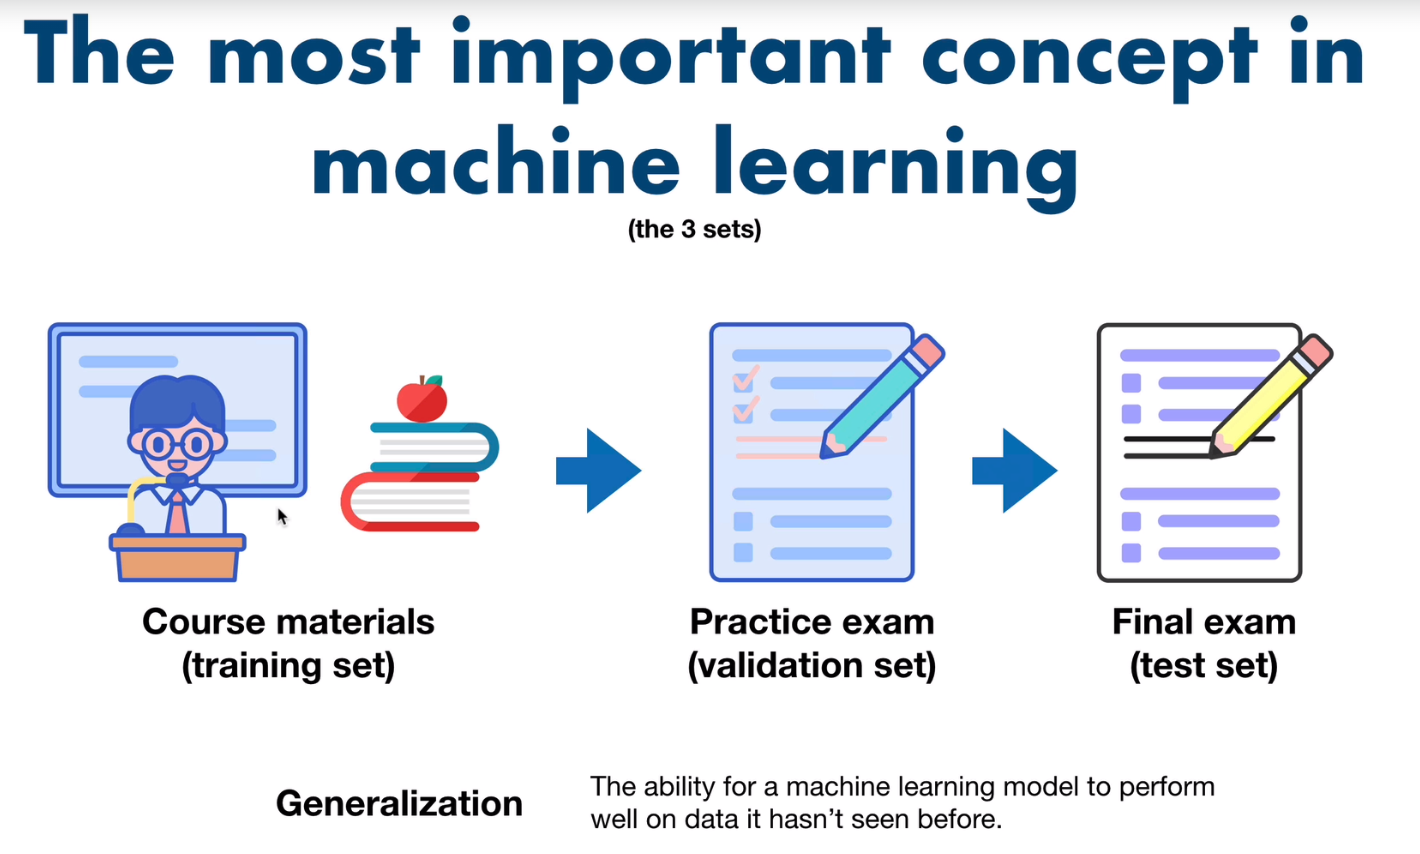 The most important concept in
machine learning
(the 3 sets)
Course materials
(training set)
Practice exam
(validation set)
Final exam
(test set)
Generalization
The ability for a machine learning model to perform
well on data it hasn’t seen before.